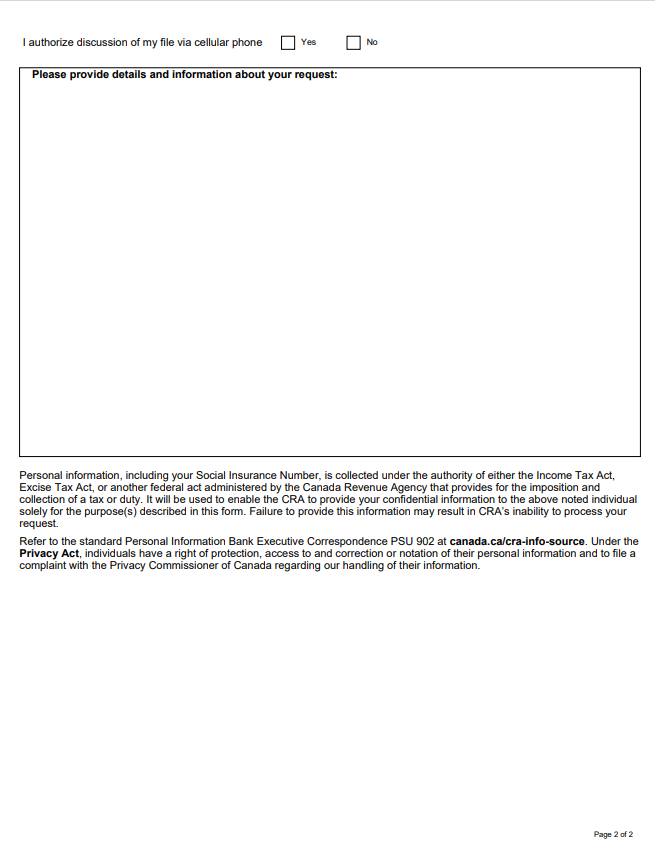 I authorize discussion of my file via cellular phone Yes No
Please provide details and information about your request:
Personal information, including your Social Insurance Number, is collected under the authority of either the Income Tax Act,
Excise Tax Act, or another federal act administered by the Canada Revenue Agency that provides for the imposition and
collection of a tax or duty. It will be used to enable the CRA to provide your confidential information to the above noted individual
solely for the purpose(s) described in this form. Failure to provide this information may result in CRA's inability to process your
request.
Refer to the standard Personal Information Bank Executive Correspondence PSU 902 at canada.ca/cra-info-source. Under the
Privacy Act, individuals have a right of protection, access to and correction or notation of their personal information and to file a
complaint with the Privacy Commissioner of Canada regarding our handling of their information.
Page 2 of 2